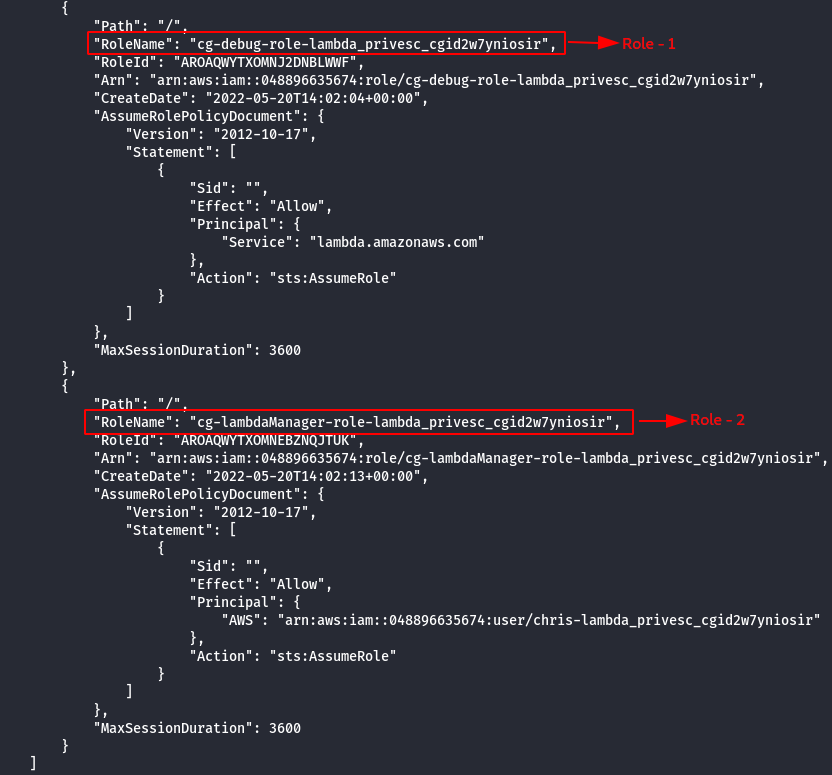 {
"Path": "/",
"RoleName": "cg-debug-role-lambda_privesc_cgid2w7yniosir", Role - 1
"RoleId": "AROAQWYTXOMNJ2DNBLWWF",
"Arn": "arn:aws:iam::048896635674:role/cg-debug-role-lambda_privesc_cgid2w7yniosir",
"CreateDate": "2022-05-20T14:02:04+00:00",
"AssumeRolePolicyDocument": {
"Version": "2012-10-17",
"Statement": [
{
"Sid": "",
"Effect": "Allow",
"Principal": {
"Service": "lambda.amazonaws.com"
},
"Action": "sts:AssumeRole"
}
]
},
"MaxSessionDuration": 3600
},
{
"Path": "/",
"RoleName": "cg-lambdaManager-role-lambda_privesc_cgid2w7yniosir", Role - 2
"RoleId": "AROAQWYTXOMNEBZNQJTUK",
"Arn": "arn:aws:iam::048896635674:role/cg-lambdaManager-role-lambda_privesc_cgid2w7yniosir",
"CreateDate": "2022-05-20T14:02:13+00:00",
"AssumeRolePolicyDocument": {
"Version": "2012-10-17",
"Statement": [
{
"Sid": "",
"Effect": "Allow",
"Principal": {
"AWS": "arn:aws:iam::048896635674:user/chris-lambda_privesc_cgid2w7yniosir"
},
"Action": "sts:AssumeRole"
}
]
},
"MaxSessionDuration": 3600
}
]